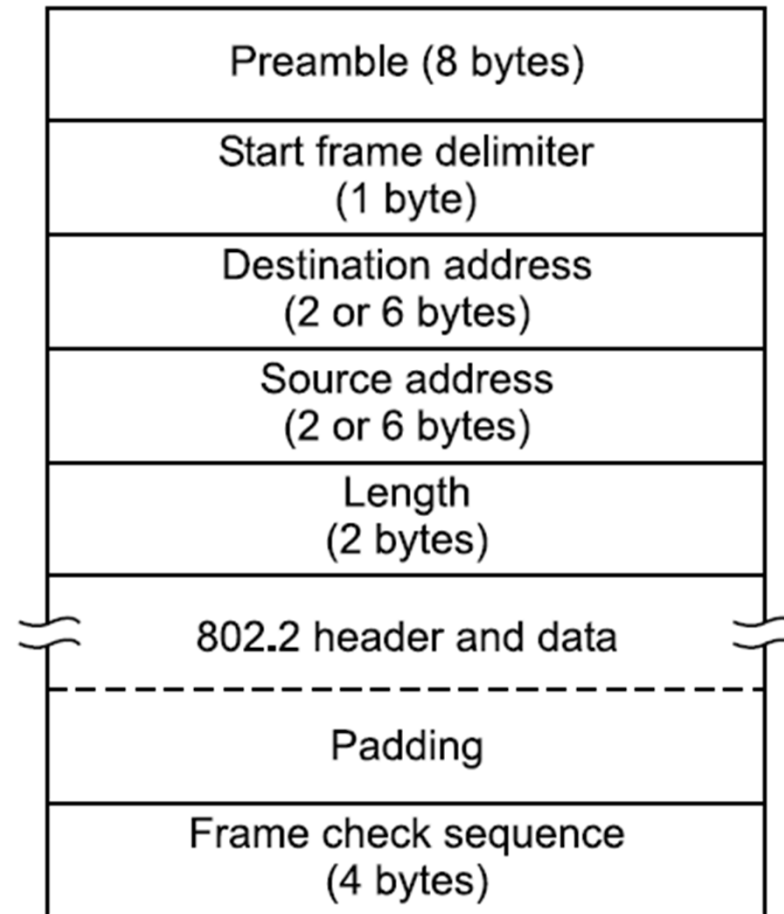 Preamble (8 bytes)
Start frame delimiter
(1 byte)
Destination address
(2 or 6 bytes)
Source address
(2 or 6 bytes)
Length
(2 bytes)
802.2 header and data
Padding
Frame check sequence
(4 bytes)